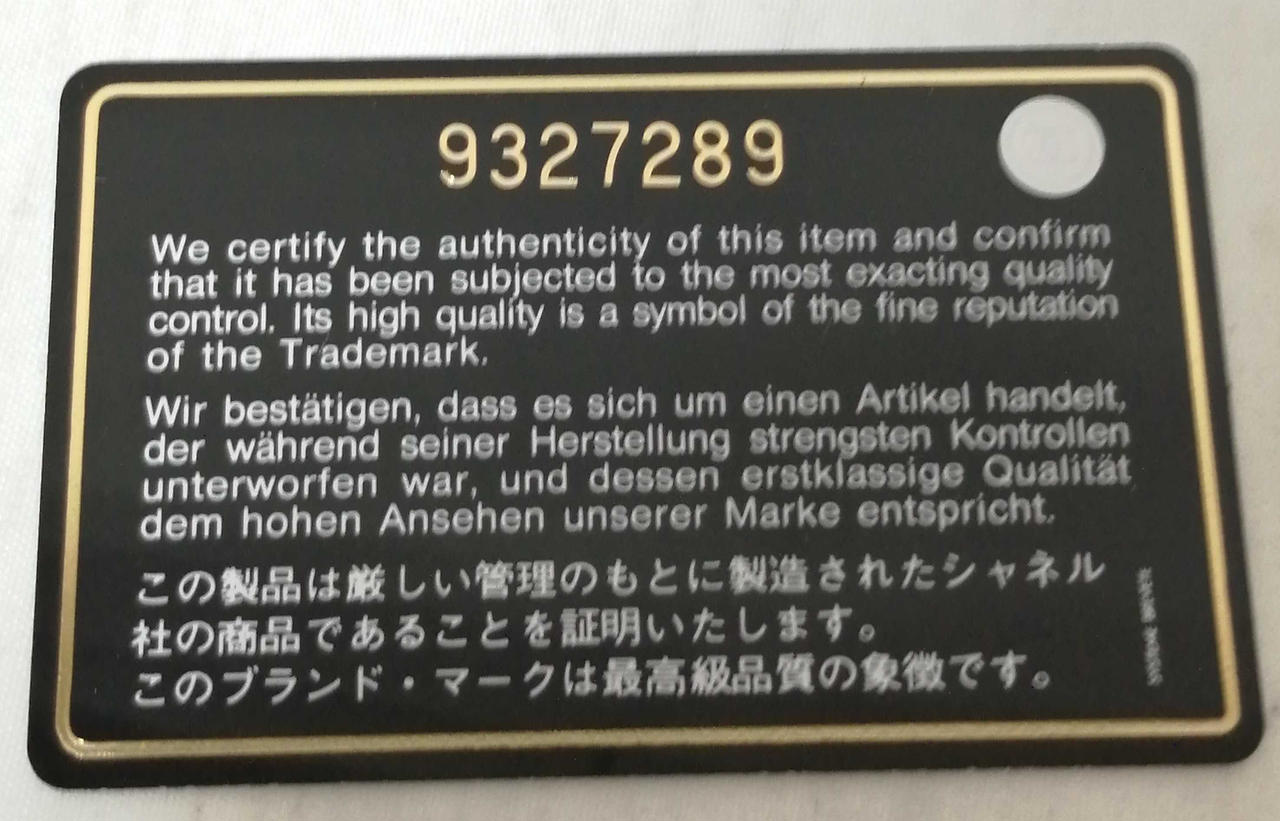 9327289
We certify the authenticity of this item and confirm
that it has been subjected to the most exacting quality
control. Its high quality is a symbol of the fine reputation
of the Trademark.
Wir bestätigen, dass es sich um einen Artikel handelt,
der während seiner Herstellung strengsten Kontrollen
unterworfen war, und dessen erstklassige Qualität
dem hohen Ansehen unserer Marke entspricht.
この製品は厳しい管理のもとに製造されたシャネル
社の商品であることを証明いたします。
このブランド・マークは最高級品質の象徴です。